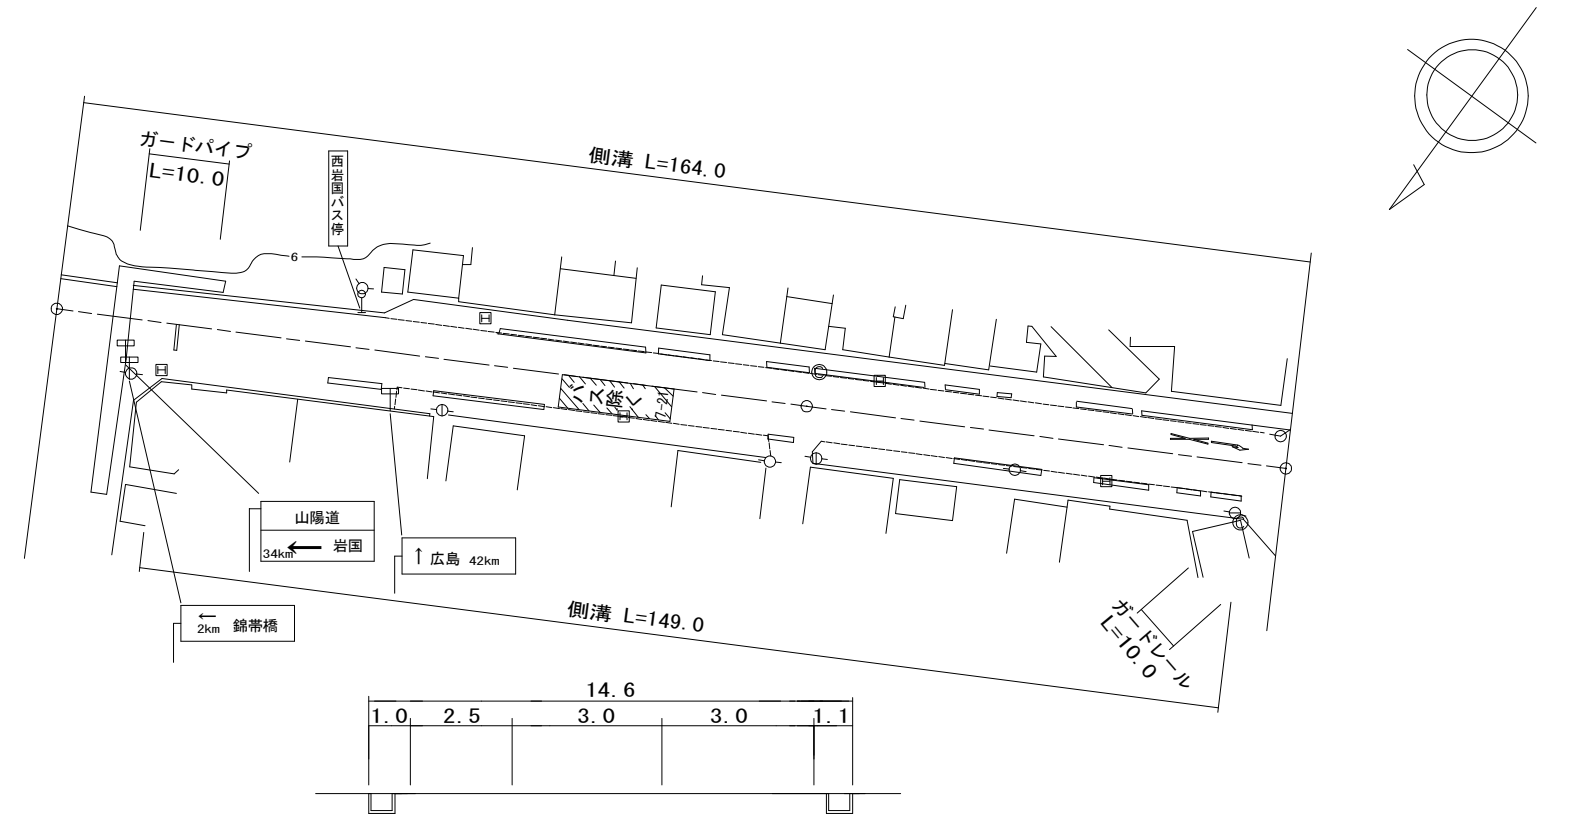 ガードパイプ
L=10.0
西岩国バス停
側溝 L=164.0
6
バス除く
山陽道
34km ← 岩国
↑ 広島 42km
←
2km 錦帯橋
側溝 L=149.0
ガードレール
L=10.0
14.6
1.0 2.5 3.0 3.0 1.1